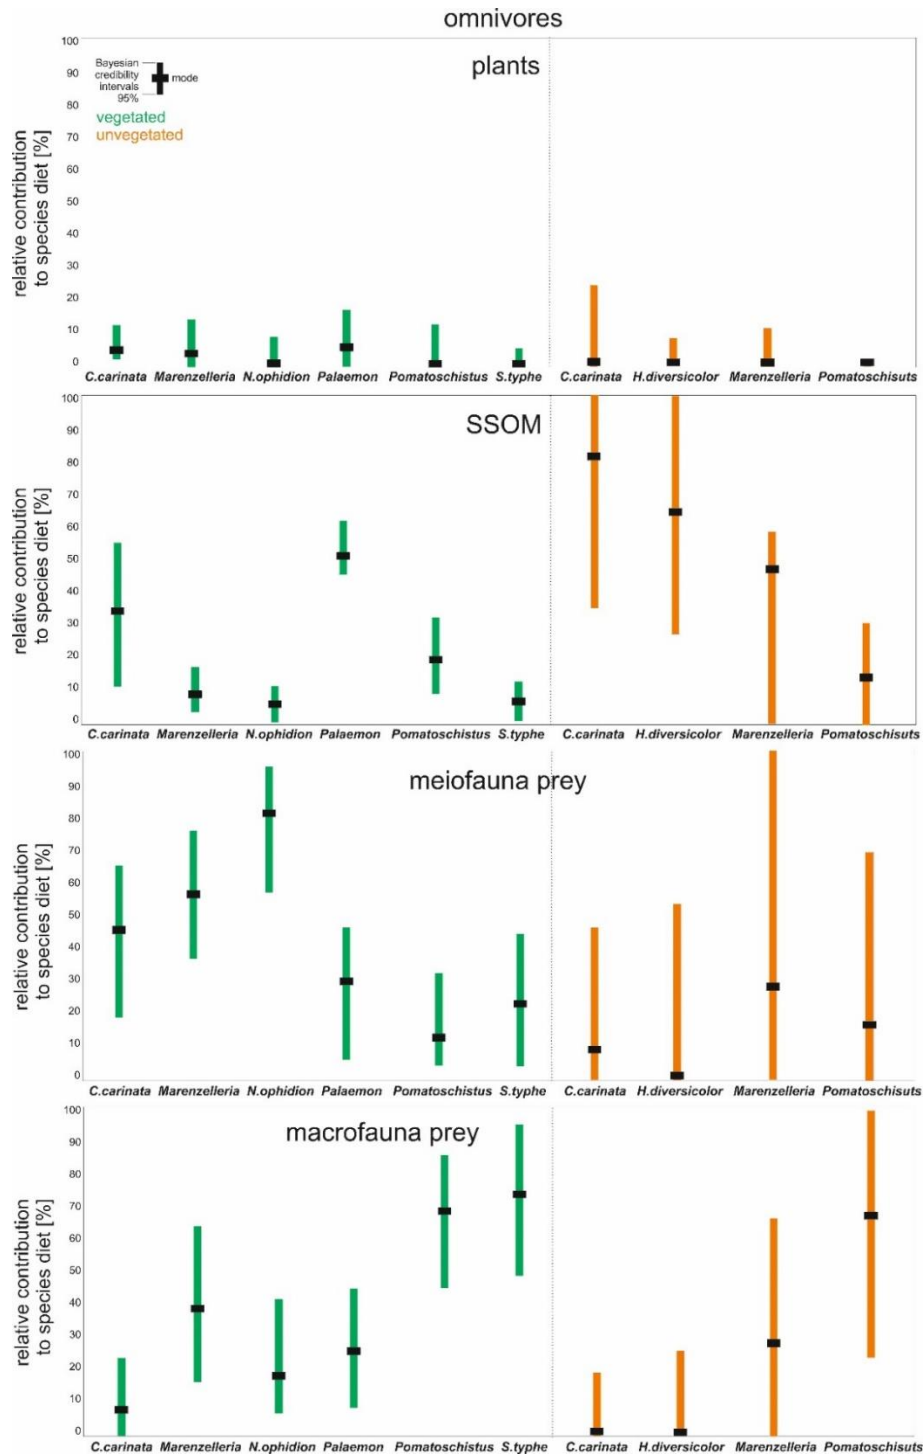 omnivores
plants
Bayesian
credibility
intervals
95%
mode
vegetated
unvegetated
relative contribution
to species diet [%]
100
90
80
70
60
50
40
30
20
10
0
C.carinata Marenzelleria N.ophidion Palaemon Pomatoschistus S.typhe C.carinata H.diversicolor Marenzelleria Pomatoschisuts
SSOM
relative contribution
to species diet [%]
100
90
80
70
60
50
40
30
20
10
0
C.carinata Marenzelleria N.ophidion Palaemon Pomatoschistus S.typhe C.carinata H.diversicolor Marenzelleria Pomatoschisuts
meiofauna prey
relative contribution
to species diet [%]
100
90
80
70
60
50
40
30
20
10
0
C.carinata Marenzelleria N.ophidion Palaemon Pomatoschistus S.typhe C.carinata H.diversicolor Marenzelleria Pomatoschisuts
macrofauna prey
relative contribution
to species diet [%]
100
90
80
70
60
50
40
30
20
10
0
C.carinata Marenzelleria N.ophidion Palaemon Pomatoschistus S.typhe C.carinata H.diversicolor Marenzelleria Pomatoschisuts